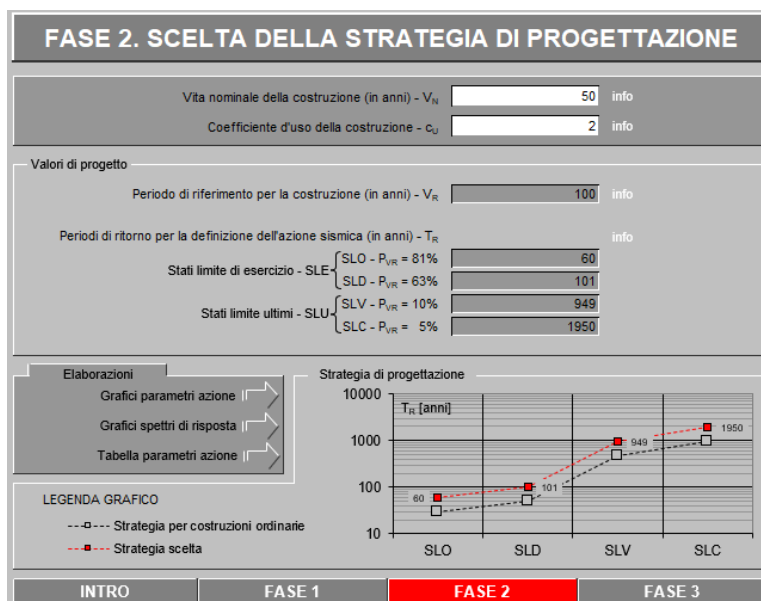 FASE 2. SCELTA DELLA STRATEGIA DI PROGETTAZIONE
Vita nominale della costruzione (in anni) - VN 50 info
Coefficiente d'uso della costruzione - cU 2 info
Valori di progetto
Periodo di riferimento per la costruzione (in anni) - VR 100 info
Periodi di ritorno per la definizione dell'azione sismica (in anni) - TR info
Stati limite di esercizio - SLE
SLO - PVR = 81% 60
SLD - PVR = 63% 101
Stati limite ultimi - SLU
SLV - PVR = 10% 949
SLC - PVR = 5% 1950
Elaborazioni
Grafici parametri azione
Grafici spettri di risposta
Tabella parametri azione
Strategia di progettazione
TR [anni]
10000
1000
100
10
60
101
949
1950
SLO SLD SLV SLC
LEGENDA GRAFICO
Strategia per costruzioni ordinarie
Strategia scelta
INTRO FASE 1 FASE 2 FASE 3